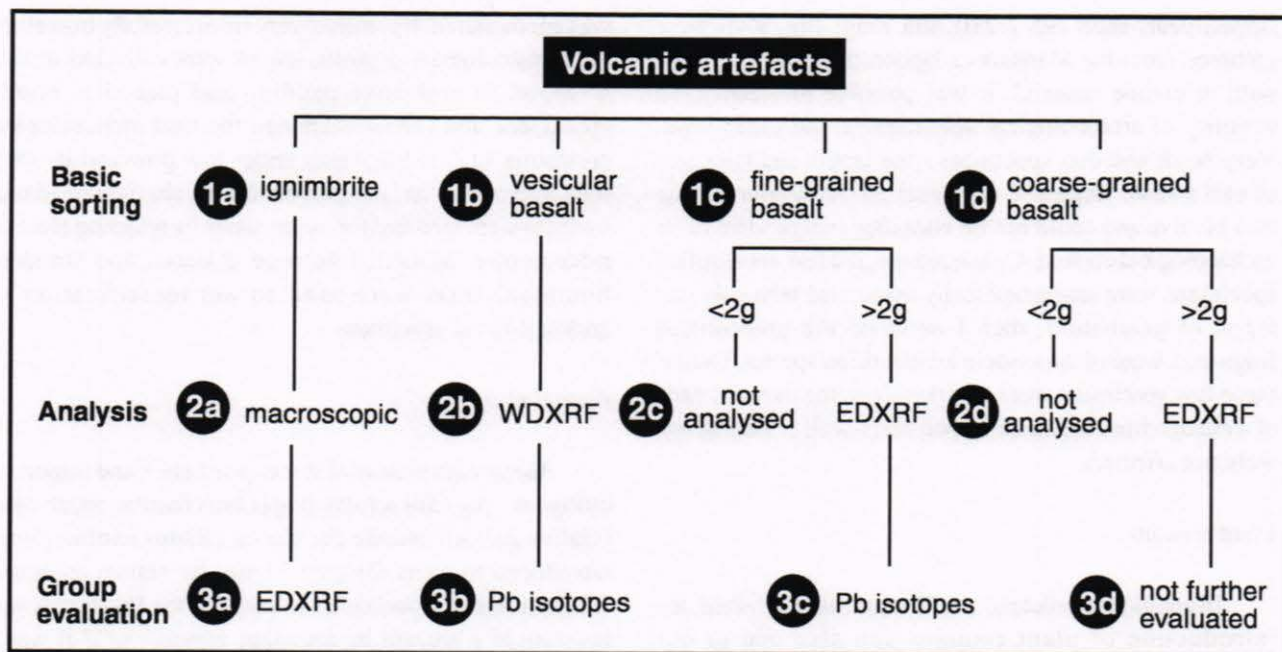 Volcanic artefacts
Basic
sorting
1a Ignimbrite
1b vesicular
basalt
1c fine-grained
basalt
1d coarse-grained
basalt
<2g >2g <2g >2g
Analysis
2a macroscopic
2b WDXRF
2c not
analysed
EDXRF
2d not
analysed
EDXRF
Group
evaluation
3a EDXRF
3b Pb isotopes
3c Pb isotopes
3d not further
evaluated